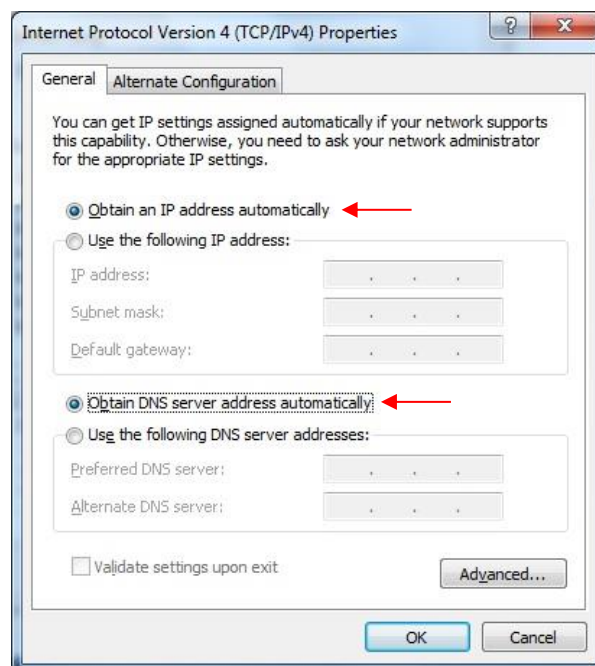 Internet Protocol Version 4 (TCP/IPv4) Properties
?
General
Alternate Configuration
You can get IP settings assigned automatically if your network supports
this capability. Otherwise, you need to ask your network administrator
for the appropriate IP settings.
Obtain an IP address automatically
Use the following IP address:
IP address:
. . .
Subnet mask:
. . .
Default gateway:
. . .
Obtain DNS server address automatically
Use the following DNS server addresses:
Preferred DNS server:
. . .
Alternate DNS server:
. . .
Validate settings upon exit
Advanced...
OK
Cancel